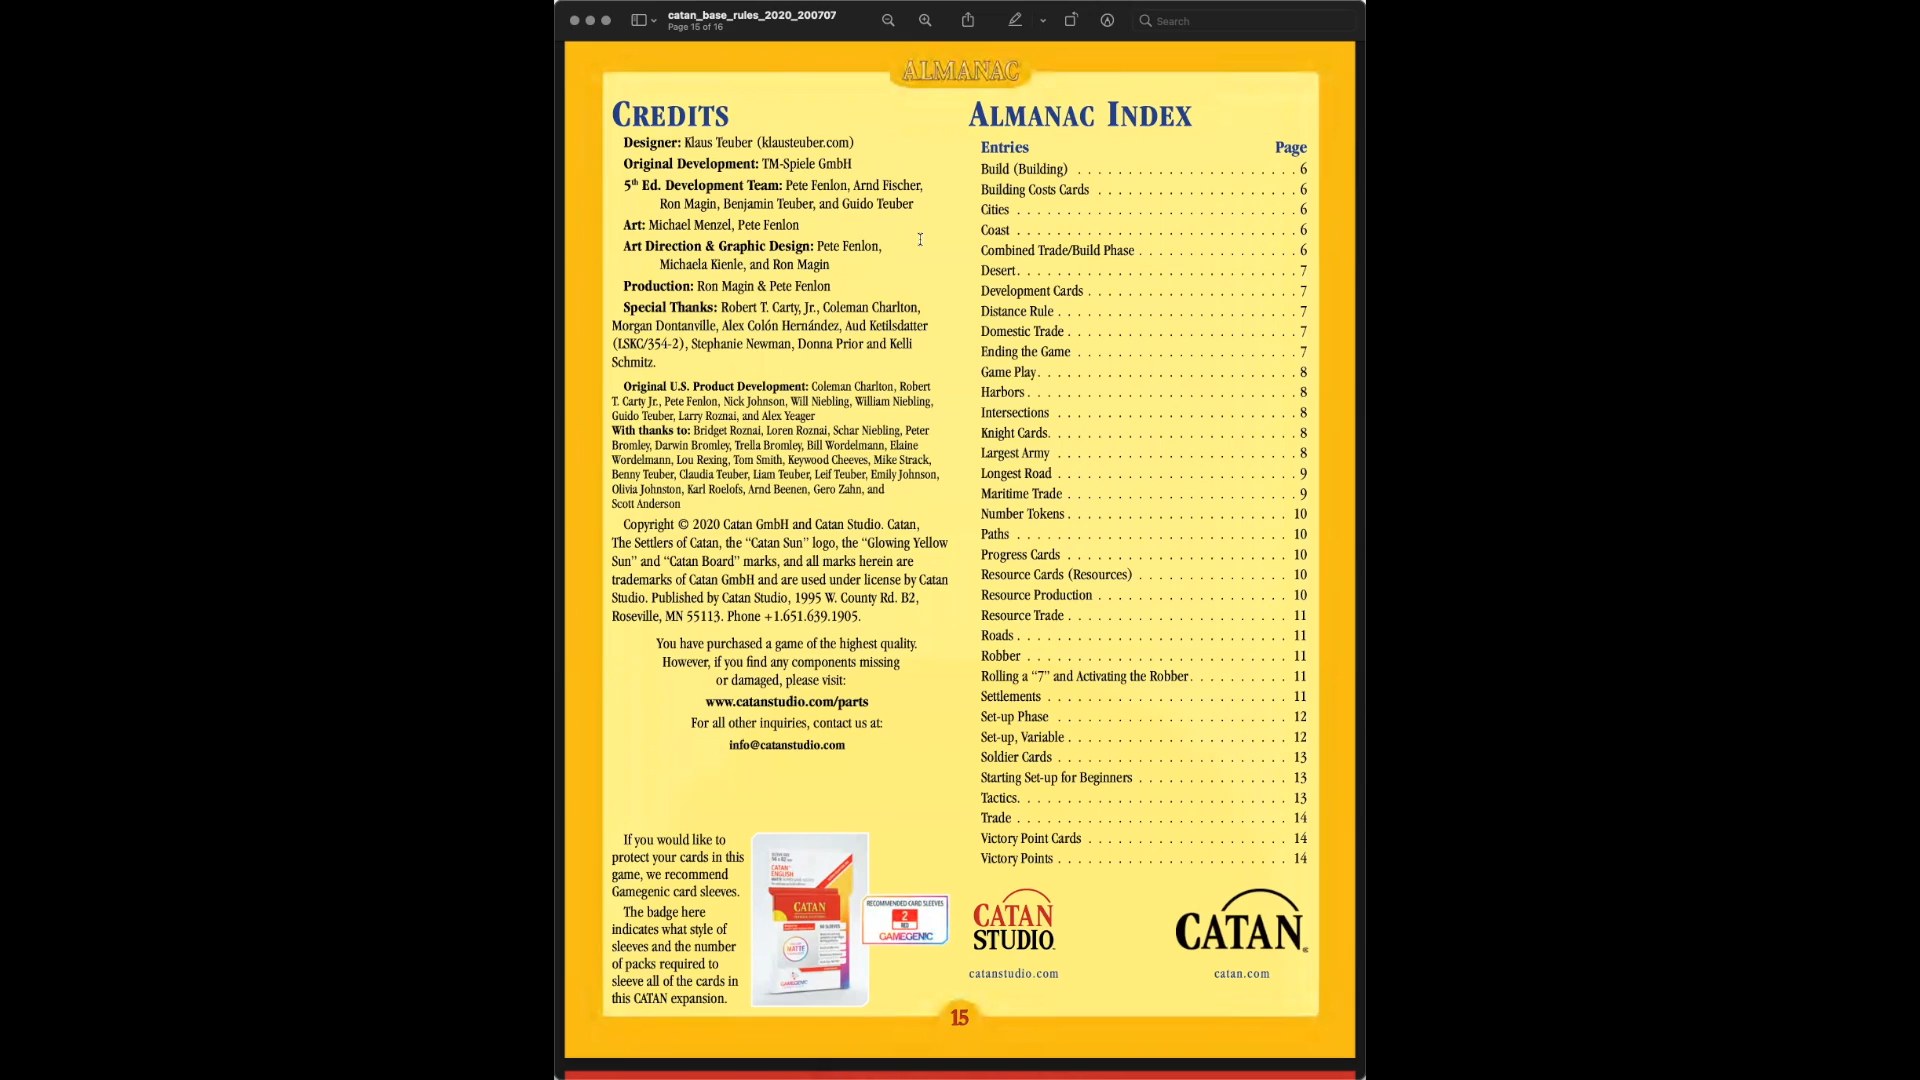 catan_base_rules_2020_200707
Page 15 of 16
Search
ALMANAC
CREDITS
Designer: Klaus Teuber (klausteuber.com)
Original Development: TM-Spiele GmbH
5th Ed. Development Team: Pete Fenlon, Arnd Fischer,
Ron Magin, Benjamin Teuber, and Guido Teuber
Art: Michael Menzel, Pete Fenlon
Art Direction & Graphic Design: Pete Fenlon,
Michaela Kienle, and Ron Magin
Production: Ron Magin & Pete Fenlon
Special Thanks: Robert T. Carty, Jr., Coleman Charlton,
Morgan Dontanville, Alex Colón Hernández, Aud Ketilsdatter
(LSKC/354-2), Stephanie Newman, Donna Prior and Kelli
Schmitz.
Original U.S. Product Development: Coleman Charlton, Robert
T. Carty Jr., Pete Fenlon, Nick Johnson, Will Niebling, William Niebling,
Guido Teuber, Larry Roznai, and Alex Yeager
With thanks to: Bridget Roznai, Loren Roznai, Schar Niebling, Peter
Bromley, Darwin Bromley, Trella Bromley, Bill Wordelmann, Elaine
Wordelmann, Lou Rexing, Tom Smith, Keywood Cheeves, Mike Strack,
Benny Teuber, Claudia Teuber, Liam Teuber, Leif Teuber, Emily Johnson,
Olivia Johnston, Karl Roelofs, Arnd Beenen, Gero Zahn, and
Scott Anderson
Copyright © 2020 Catan GmbH and Catan Studio. Catan,
The Settlers of Catan, the “Catan Sun” logo, the “Glowing Yellow
Sun” and “Catan Board” marks, and all marks herein are
trademarks of Catan GmbH and are used under license by Catan
Studio. Published by Catan Studio, 1995 W. County Rd. B2,
Roseville, MN 55113. Phone +1.651.639.1905.
You have purchased a game of the highest quality.
However, if you find any components missing
or damaged, please visit:
www.catanstudio.com/parts
For all other inquiries, contact us at:
info@catanstudio.com
If you would like to
protect your cards in this
game, we recommend
Gamegenic card sleeves.
The badge here
indicates what style of
sleeves and the number
of packs required to
sleeve all of the cards in
this CATAN expansion.
CATAN
ENGLISH
CATAN
MATTE
GAMEGENIC
RECOMMENDED CARD SLEEVES
2
RED
GAMEGENIC
ALMANAC INDEX
Entries Page
Build (Building) . . . 6
Building Costs Cards . . . 6
Cities . . . 6
Coast . . . 6
Combined Trade/Build Phase . . . 6
Desert . . . 7
Development Cards . . . 7
Distance Rule . . . 7
Domestic Trade . . . 7
Ending the Game . . . 7
Game Play . . . 8
Harbors . . . 8
Intersections . . . 8
Knight Cards . . . 8
Largest Army . . . 8
Longest Road . . . 9
Maritime Trade . . . 9
Number Tokens . . . 10
Paths . . . 10
Progress Cards . . . 10
Resource Cards (Resources) . . . 10
Resource Production . . . 10
Resource Trade . . . 11
Roads . . . 11
Robber . . . 11
Rolling a “7” and Activating the Robber . . . 11
Settlements . . . 11
Set-up Phase . . . 12
Set-up, Variable . . . 12
Soldier Cards . . . 13
Starting Set-up for Beginners . . . 13
Tactics . . . 13
Trade . . . 14
Victory Point Cards . . . 14
Victory Points . . . 14
CATAN
STUDIO
catanstudio.com
CATAN®
catan.com
15